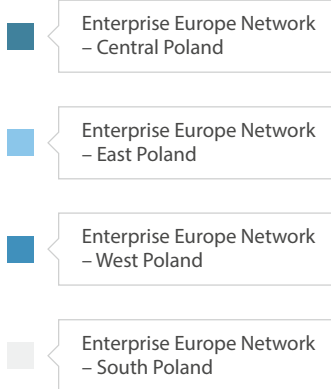 Enterprise Europe Network
– Central Poland
Enterprise Europe Network
– East Poland
Enterprise Europe Network
– West Poland
Enterprise Europe Network
– South Poland